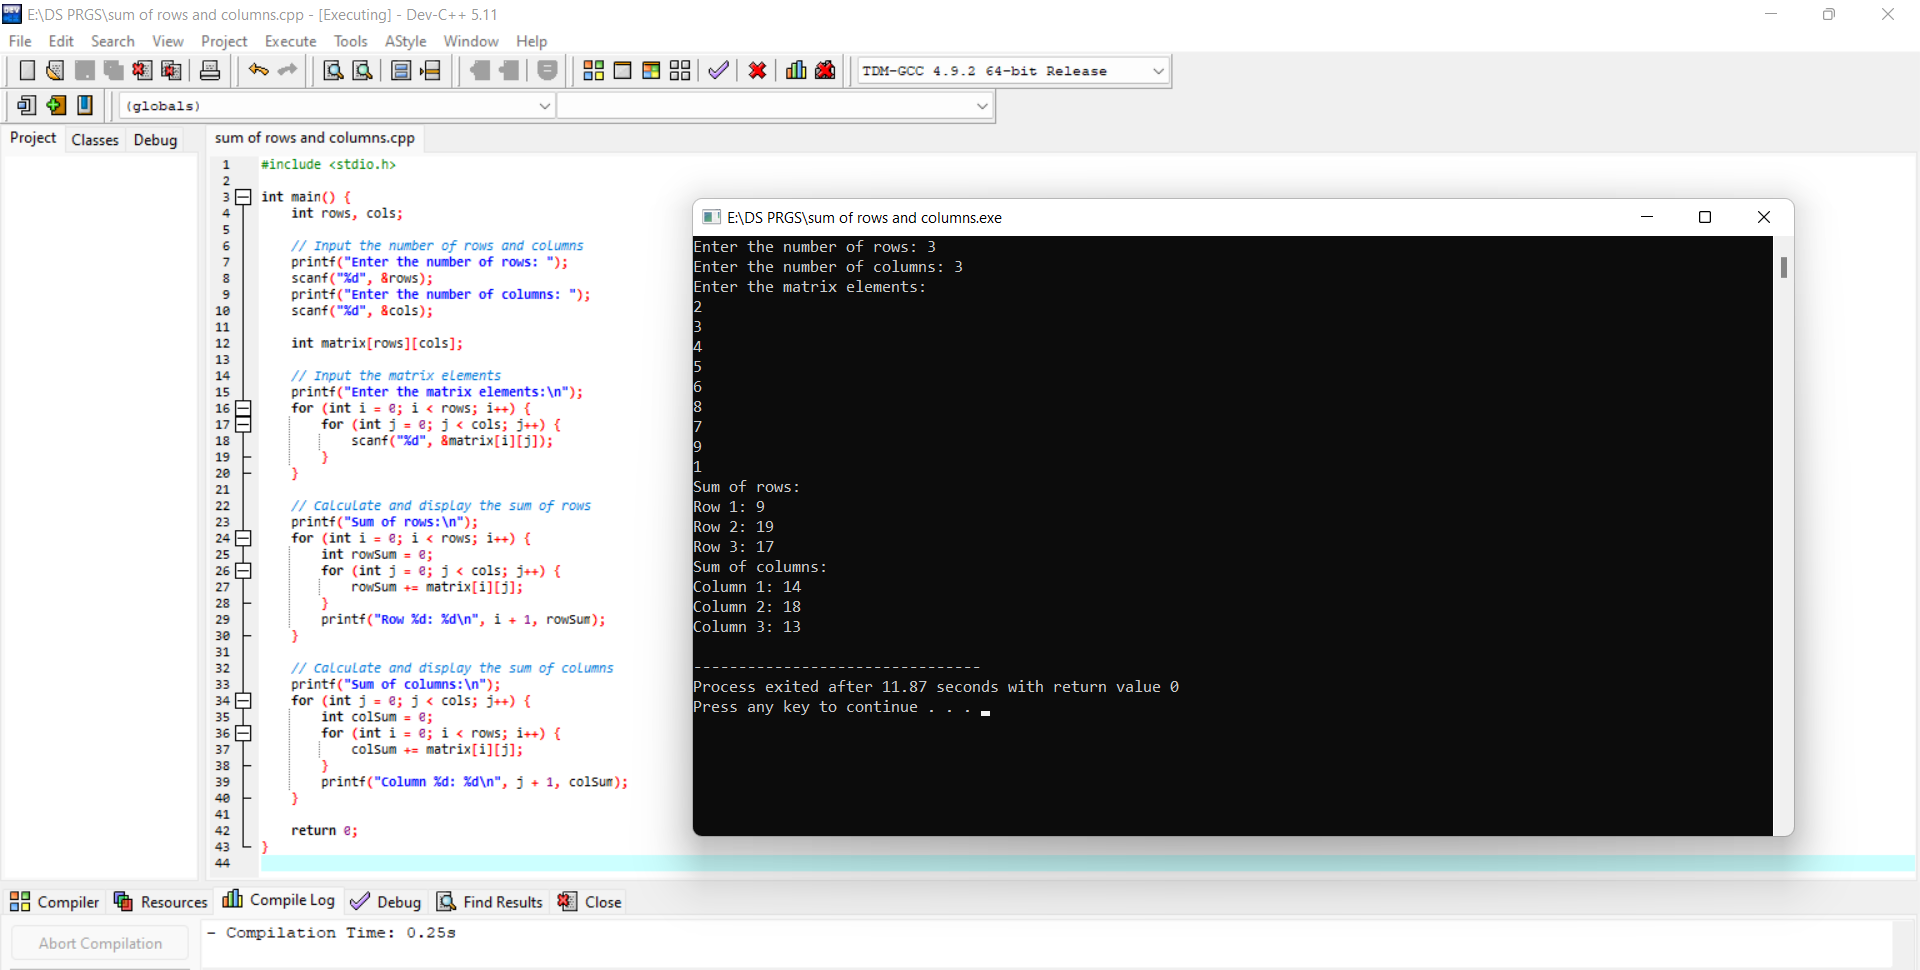 E:\DS PRGS\sum of rows and columns.cpp - [Executing] - Dev-C++ 5.11
File Edit Search View Project Execute Tools AStyle Window Help
TDM-GCC 4.9.2 64-bit Release
(globals)
Project Classes Debug
sum of rows and columns.cpp
1 #include <stdio.h>
2
3 int main() {
4 int rows, cols;
5
6 // Input the number of rows and columns
7 printf("Enter the number of rows: ");
8 scanf("%d", &rows);
9 printf("Enter the number of columns: ");
10 scanf("%d", &cols);
11
12 int matrix[rows][cols];
13
14 // Input the matrix elements
15 printf("Enter the matrix elements:\n");
16 for (int i = 0; i < rows; i++) {
17 for (int j = 0; j < cols; j++) {
18 scanf("%d", &matrix[i][j]);
19 }
20 }
21
22 // Calculate and display the sum of rows
23 printf("Sum of rows:\n");
24 for (int i = 0; i < rows; i++) {
25 int rowSum = 0;
26 for (int j = 0; j < cols; j++) {
27 rowSum += matrix[i][j];
28 }
29 printf("Row %d: %d\n", i + 1, rowSum);
30 }
31
32 // Calculate and display the sum of columns
33 printf("Sum of columns:\n");
34 for (int j = 0; j < cols; j++) {
35 int colSum = 0;
36 for (int i = 0; i < rows; i++) {
37 colSum += matrix[i][j];
38 }
39 printf("Column %d: %d\n", j + 1, colSum);
40 }
41
42 return 0;
43 }
44
E:\DS PRGS\sum of rows and columns.exe
Enter the number of rows: 3
Enter the number of columns: 3
Enter the matrix elements:
2
3
4
5
6
8
7
9
1
Sum of rows:
Row 1: 9
Row 2: 19
Row 3: 17
Sum of columns:
Column 1: 14
Column 2: 18
Column 3: 13
--------------------------------
Process exited after 11.87 seconds with return value 0
Press any key to continue . . .
Compiler Resources Compile Log Debug Find Results Close
Abort Compilation
- Compilation Time: 0.25s